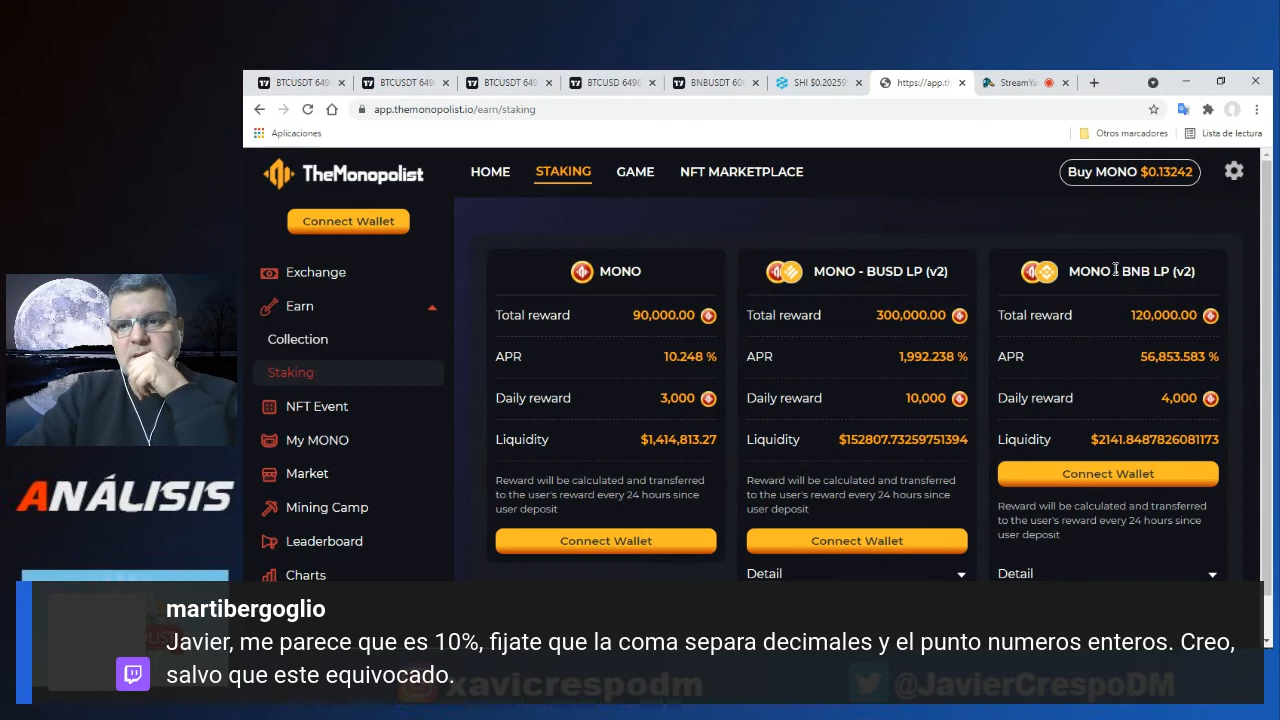 BTCUSDT 649
BTCUSDT 649
BTCUSDT 649
BTCUSD 6496
BNBUSDT 606
SHI $0.20259
https://app.th
StreamYa
app.themonopolist.io/earn/staking
Aplicaciones
Otros marcadores
Lista de lectura
TheMonopolist
HOME
STAKING
GAME
NFT MARKETPLACE
Buy MONO $0.13242
Connect Wallet
Exchange
Earn
Collection
Staking
NFT Event
My MONO
Market
Mining Camp
Leaderboard
Charts
MONO
Total reward 90,000.00
APR 10.248 %
Daily reward 3,000
Liquidity $1,414,813.27
Reward will be calculated and transferred
to the user's reward every 24 hours since
user deposit
Connect Wallet
MONO - BUSD LP (v2)
Total reward 300,000.00
APR 1,992.238 %
Daily reward 10,000
Liquidity $152807.73259751394
Reward will be calculated and transferred
to the user's reward every 24 hours since
user deposit
Connect Wallet
Detail
MONO - BNB LP (v2)
Total reward 120,000.00
APR 56,853.583 %
Daily reward 4,000
Liquidity $2141.8487826081173
Connect Wallet
Reward will be calculated and transferred
to the user's reward every 24 hours since
user deposit
Detail
ANÁLISIS
martibergoglio
Javier, me parece que es 10%, fijate que la coma separa decimales y el punto numeros enteros. Creo,
salvo que este equivocado.
xavicrespodm
@JavierCrespoDM